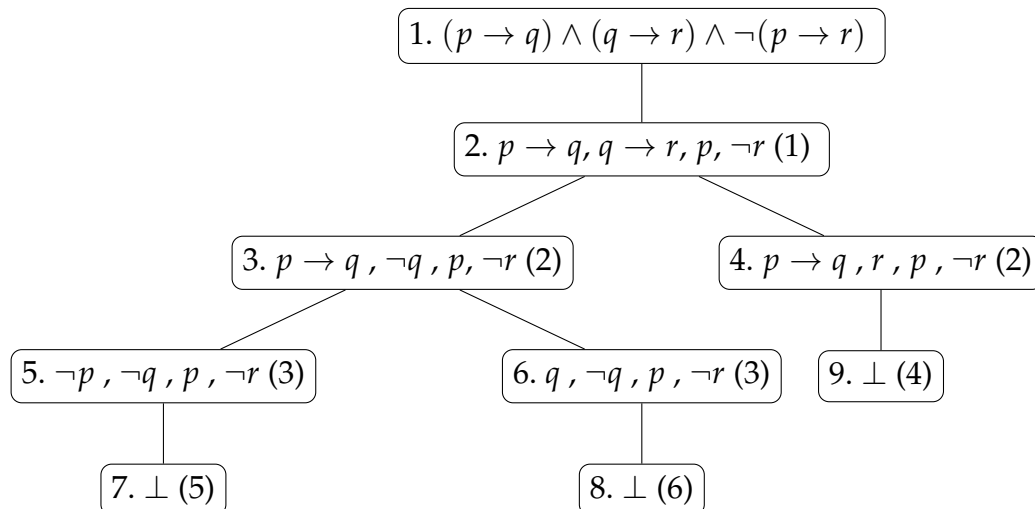 1. (p → q) ∧ (q → r) ∧ ¬(p → r)
2. p → q, q → r, p, ¬r (1)
3. p → q , ¬q , p, ¬r (2)
4. p → q , r , p , ¬r (2)
5. ¬p , ¬q , p , ¬r (3)
6. q , ¬q , p , ¬r (3)
9. ⊥ (4)
7. ⊥ (5)
8. ⊥ (6)